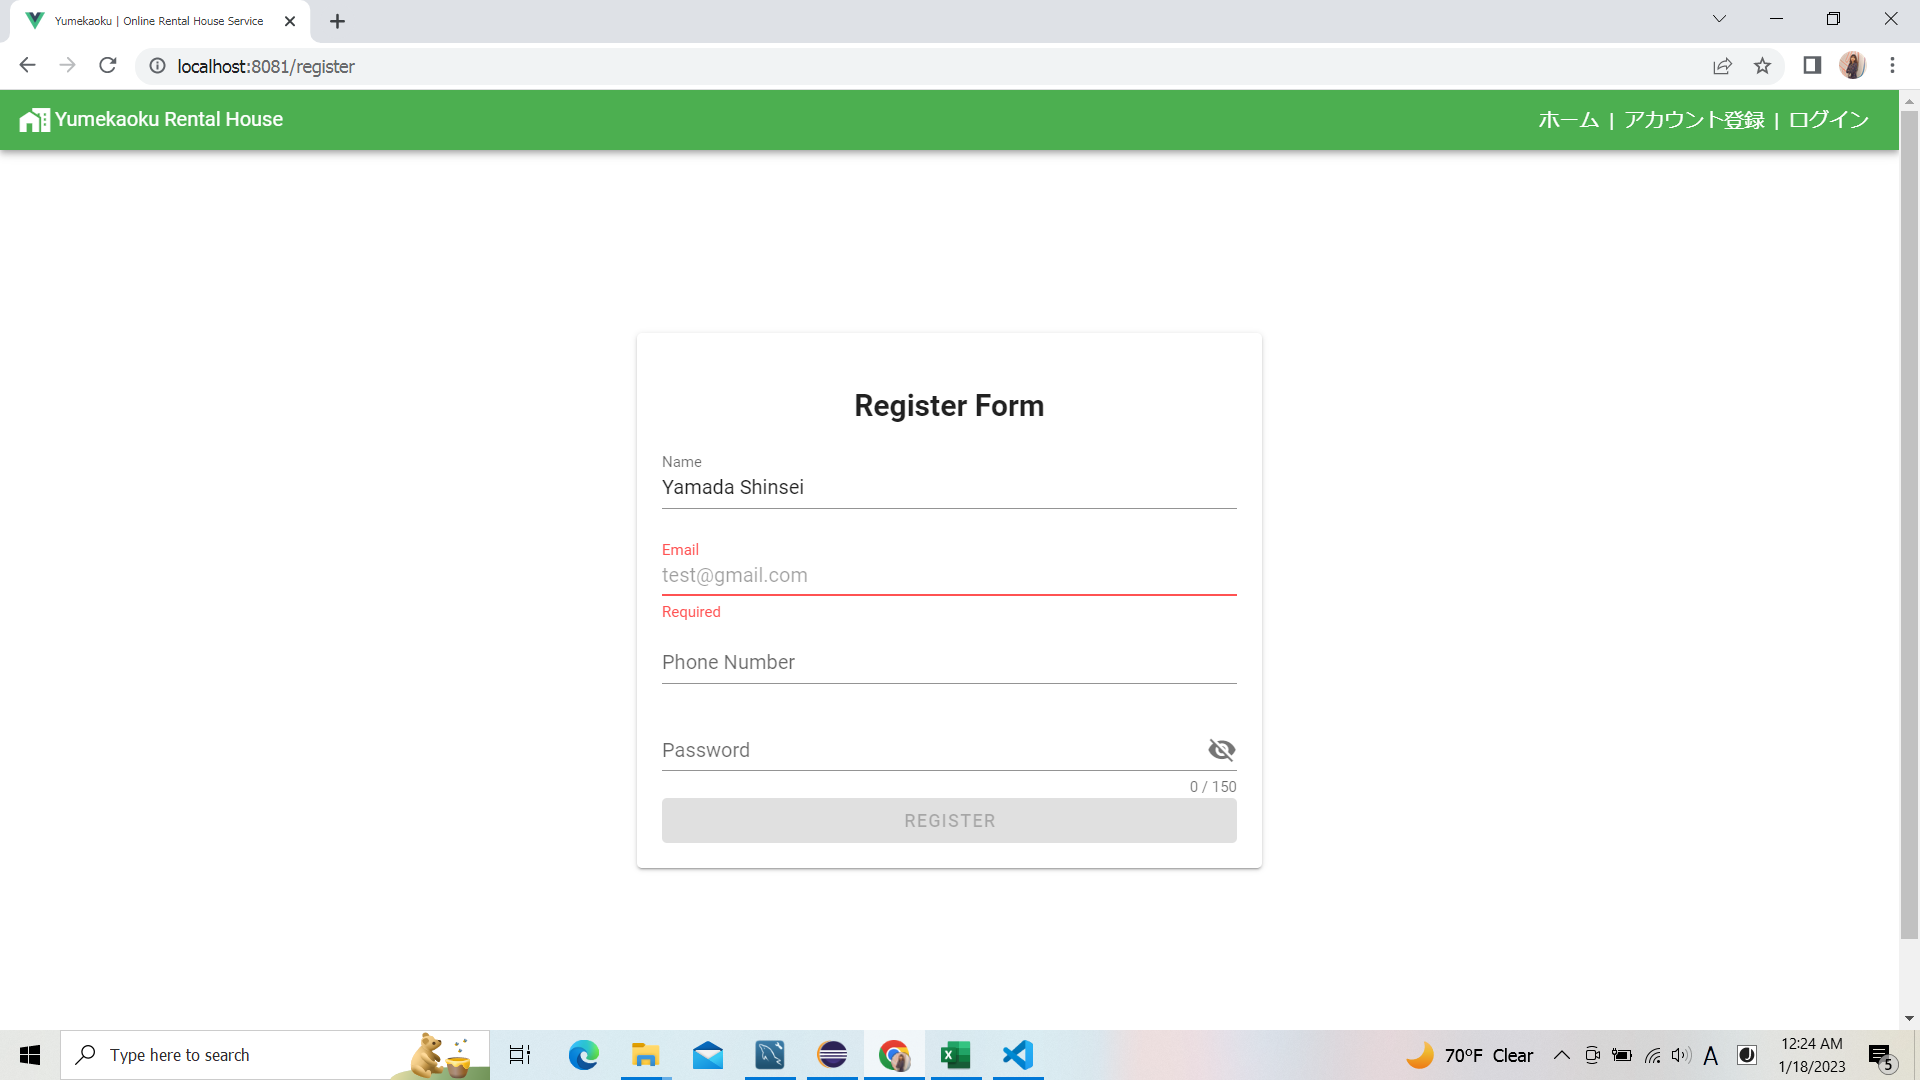 Yumekaoku | Online Rental House Service
localhost:8081/register
Yumekaoku Rental House
ホーム | アカウント登録 | ログイン
Register Form
Name
Yamada Shinsei
Email
test@gmail.com
Required
Phone Number
Password
0 / 150
REGISTER
Type here to search
70°F Clear
A
12:24 AM
1/18/2023
5